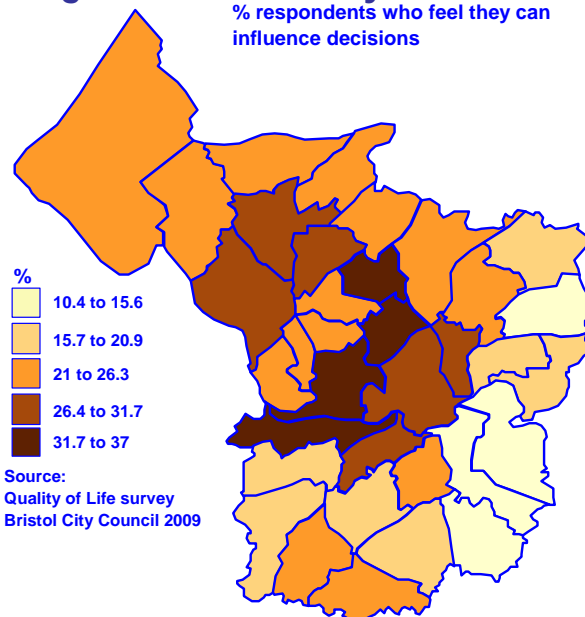 % respondents who feel they can
influence decisions
%
10.4 to 15.6
15.7 to 20.9
21 to 26.3
26.4 to 31.7
31.7 to 37
Source:
Quality of Life survey
Bristol City Council 2009